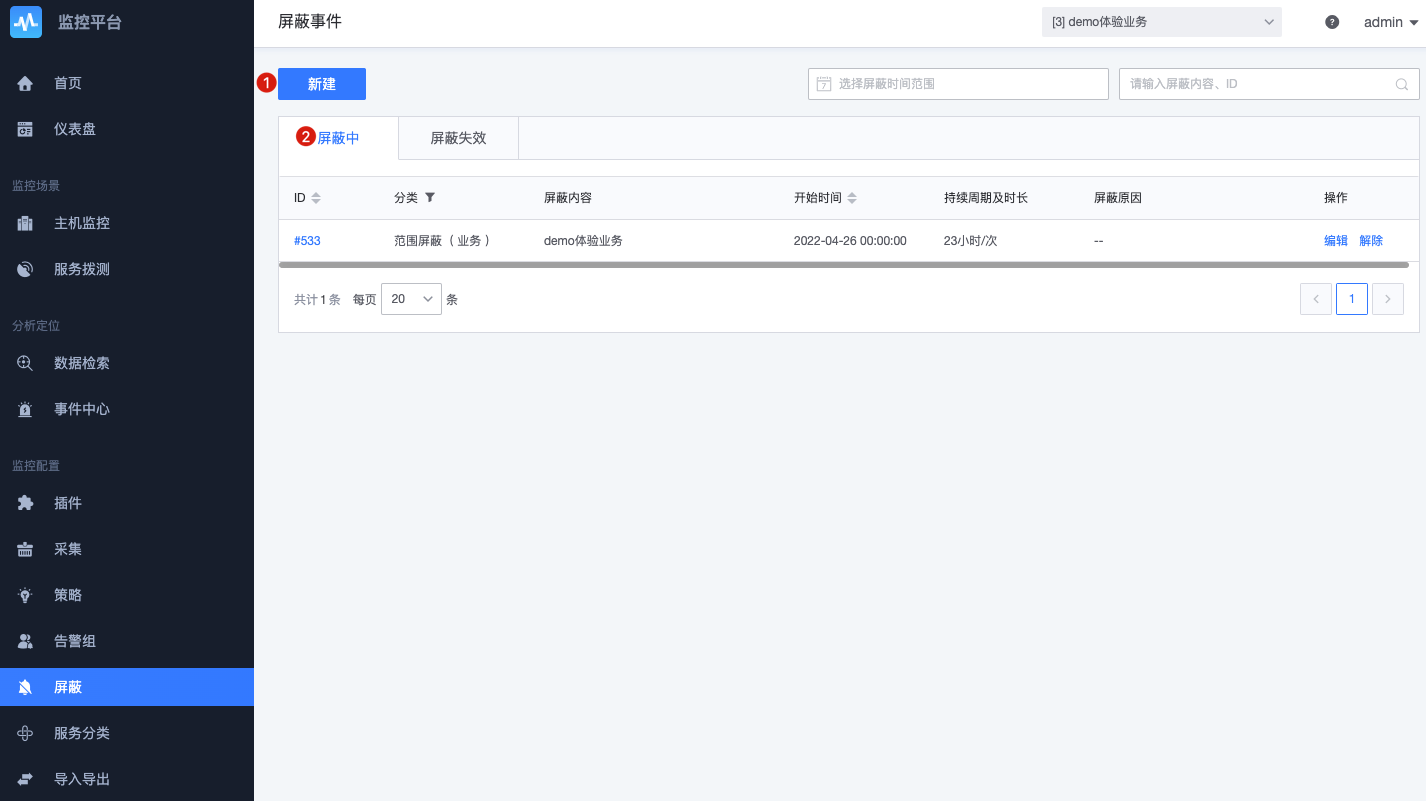 监控平台
首页
仪表盘
监控场景
主机监控
服务拨测
分析定位
数据检索
事件中心
监控配置
插件
采集
策略
告警组
屏蔽
服务分类
导入导出
屏蔽事件
[3] demo体验业务
? admin
1 新建
7 选择屏蔽时间范围
请输入屏蔽内容、ID
2 屏蔽中 屏蔽失效
ID 分类 屏蔽内容 开始时间 持续周期及时长 屏蔽原因 操作
#533 范围屏蔽（业务） demo体验业务 2022-04-26 00:00:00 23小时/次 -- 编辑 解除
共计 1 条 每页 20 条 1